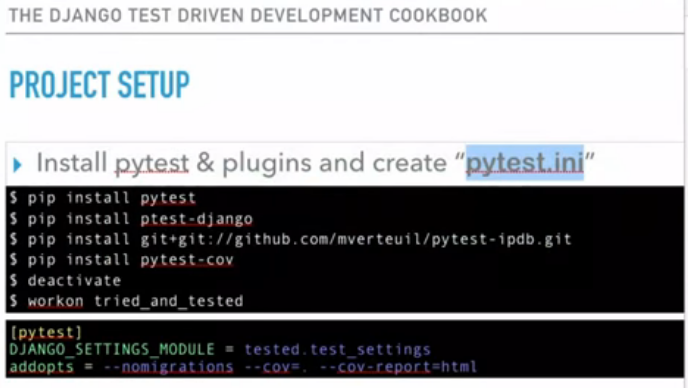 THE DJANGO TEST DRIVEN DEVELOPMENT COOKBOOK
PROJECT SETUP
Install pytest & plugins and create “pytest.ini”
$ pip install pytest
$ pip install ptest-django
$ pip install git+git://github.com/mverteuil/pytest-ipdb.git
$ pip install pytest-cov
$ deactivate
$ workon tried_and_tested
[pytest]
DJANGO_SETTINGS_MODULE = tested.test_settings
addopts = --nomigrations --cov=. --cov-report=html